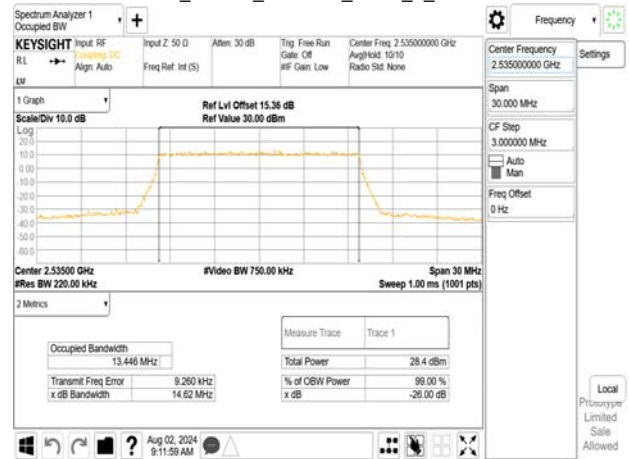 Spectrum Analyzer 1
Occupied BW
+
Frequency
KEYSIGHT
Input: RF
Coupling: DC
Align: Auto
Input Z: 50 Ω
Freq Ref: Int (S)
Atten: 30 dB
Trig: Free Run
Gate: Off
#IF Gain: Low
Center Freq: 2.535000000 GHz
Avg|Hold: 10/10
Radio Std: None
RL
Center Frequency
2.535000000 GHz
Settings
Span
30.000 MHz
CF Step
3.000000 MHz
Auto
Man
Freq Offset
0 Hz
1 Graph
Scale/Div 10.0 dB
Ref Lvl Offset 15.36 dB
Ref Value 30.00 dBm
Log
20.0
10.0
0.00
-10.0
-20.0
-30.0
-40.0
-50.0
-60.0
Center 2.53500 GHz
#Res BW 220.00 kHz
#Video BW 750.00 kHz
Span 30 MHz
Sweep 1.00 ms (1001 pts)
2 Metrics
Measure Trace Trace 1
Occupied Bandwidth
13.446 MHz
Total Power 28.4 dBm
Transmit Freq Error 9.260 kHz
% of OBW Power 99.00 %
x dB Bandwidth 14.62 MHz
x dB -26.00 dB
Local
Prototype
Limited
Sale
Allowed
?
Aug 02, 2024
9:11:59 AM